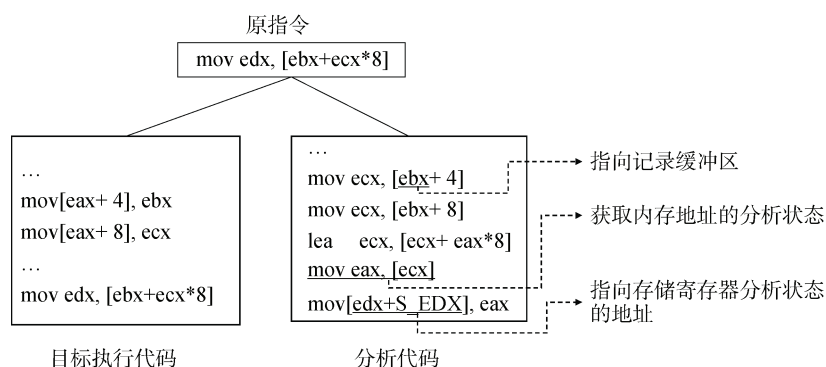 原指令
mov edx, [ebx+ecx*8]
…
mov[eax+ 4], ebx
mov[eax+ 8], ecx
…
mov edx, [ebx+ecx*8]
目标执行代码
…
mov ecx, [ebx+ 4]
mov ecx, [ebx+ 8]
lea ecx, [ecx+ eax*8]
mov eax, [ecx]
mov[edx+S_EDX], eax
分析代码
指向记录缓冲区
获取内存地址的分析状态
指向存储寄存器分析状态
的地址